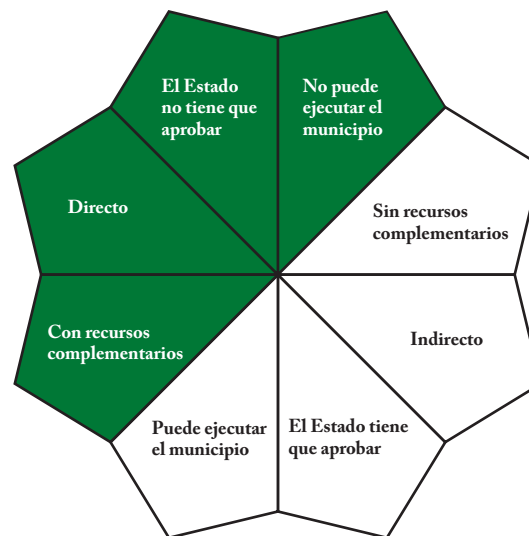 El Estado
no tiene que
aprobar
No puede
ejecutar el
municipio
Directo
Sin recursos
complementarios
Con recursos
complementarios
Indirecto
Puede ejecutar
el municipio
El Estado tiene
que aprobar